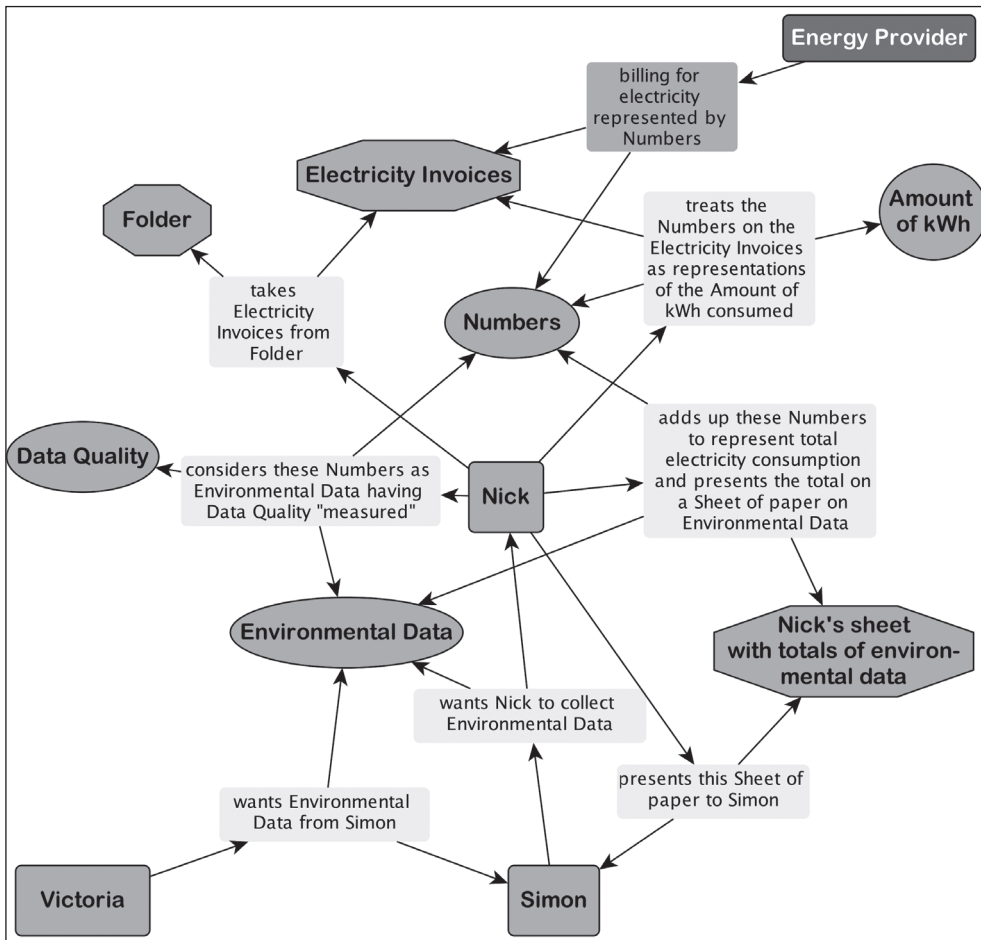 Energy Provider
billing for
electricity
represented by
Numbers
Electricity Invoices
Folder
treats the
Numbers on the
Electricity Invoices
as representations
of the Amount of
kWh consumed
Amount
of kWh
takes
Electricity
Invoices from
Folder
Numbers
Data Quality
considers these Numbers as
Environmental Data having
Data Quality "measured"
Nick
adds up these Numbers
to represent total
electricity consumption
and presents the total on
a Sheet of paper on
Environmental Data
Environmental Data
Nick's sheet
with totals of environ-
mental data
wants Nick to collect
Environmental Data
presents this Sheet of
paper to Simon
wants Environmental
Data from Simon
Victoria
Simon